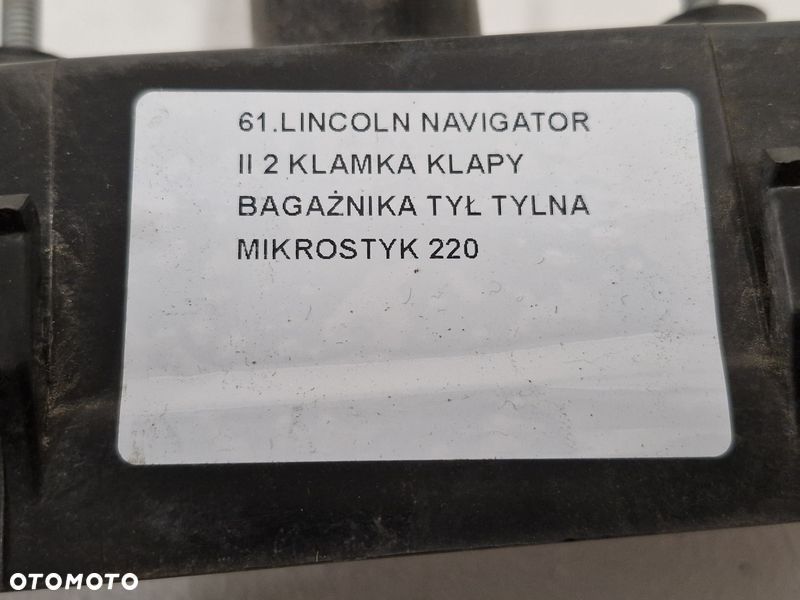 61.LINCOLN NAVIGATOR
II 2 KLAMKA KLAPY
BAGAŻNIKA TYŁ TYLNA
MIKROSTYK 220
OTOMOTO